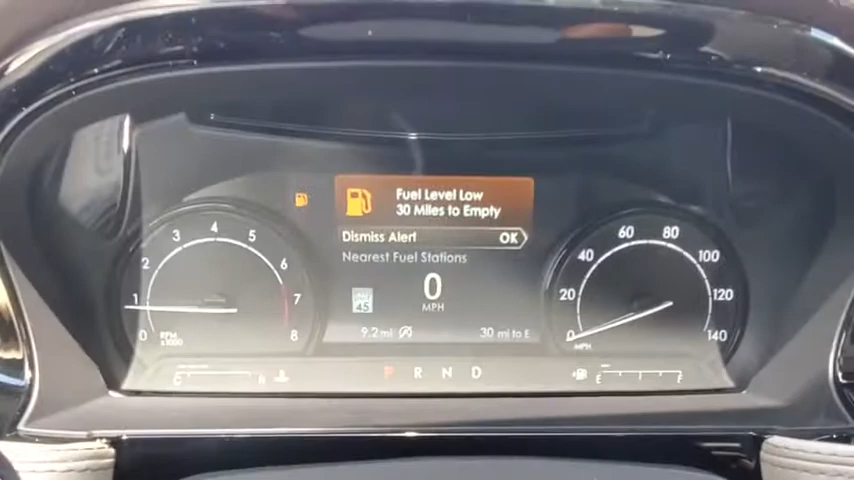 Fuel Level Low
30 Miles to Empty
Dismiss Alert OK
Nearest Fuel Stations
0
MPH
45
9.2 mi 30 mi to E
0 1 2 3 4 5 6 7 8
RPM
x1000
0 20 40 60 80 100 120 140
MPH
C H
P R N D
E F